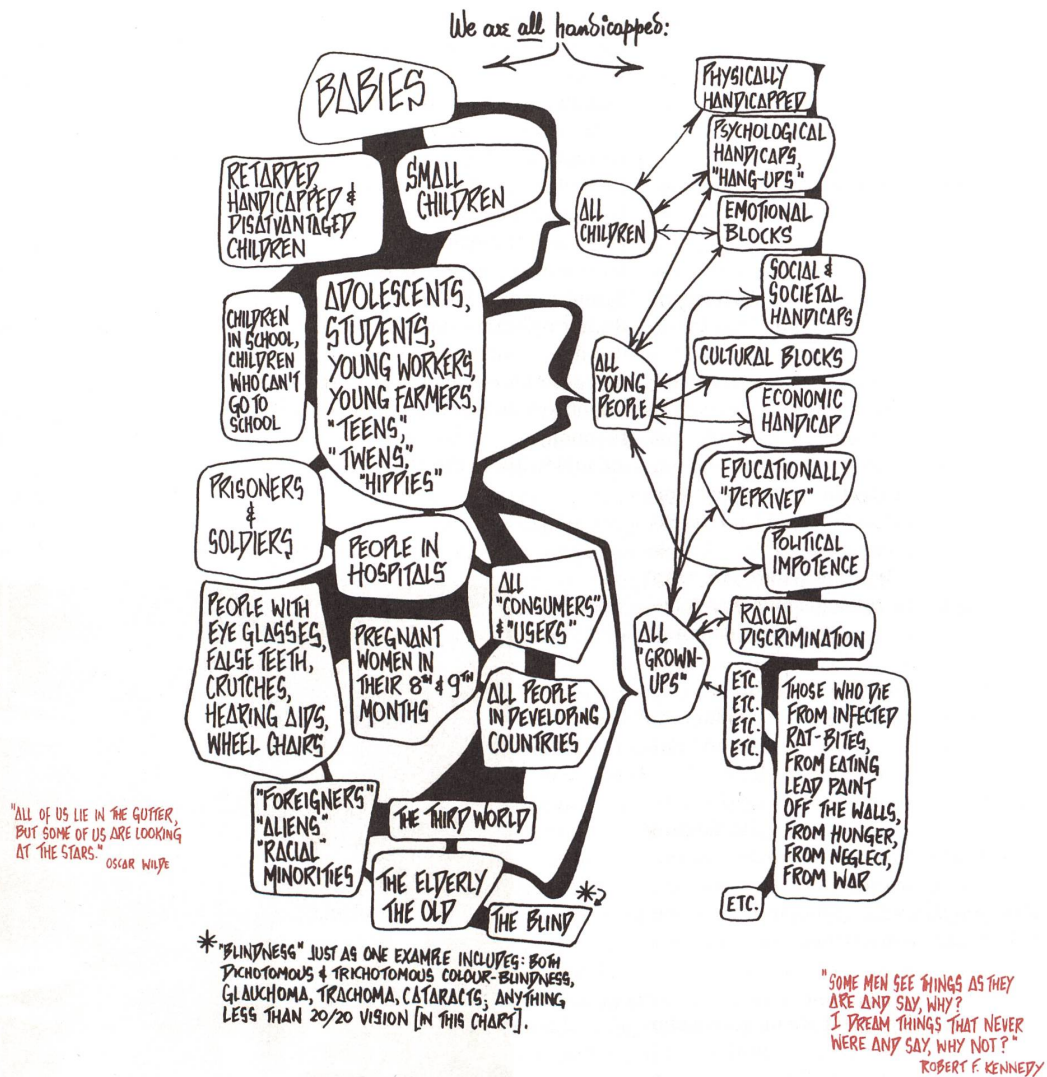 We are all handicapped:
BABIES
RETARDED,
HANDICAPPED &
DISATVANTAGED
CHILDREN
SMALL
CHILDREN
CHILDREN
IN SCHOOL,
CHILDREN
WHO CAN'T
GO TO
SCHOOL
ADOLESCENTS,
STUDENTS,
YOUNG WORKERS,
YOUNG FARMERS,
"TEENS,"
"TWENS,"
"HIPPIES"
PRISONERS
&
SOLDIERS
PEOPLE IN
HOSPITALS
PEOPLE WITH
EYE GLASSES,
FALSE TEETH,
CRUTCHES,
HEARING AIDS,
WHEEL CHAIRS
PREGNANT
WOMEN IN
THEIR 8TH & 9TH
MONTHS
ALL
"CONSUMERS"
& "USERS"
ALL PEOPLE
IN DEVELOPING
COUNTRIES
"FOREIGNERS"
"ALIENS"
"RACIAL"
MINORITIES
THE THIRD WORLD
THE ELDERLY
THE OLD
THE BLIND *
ALL
CHILDREN
ALL
YOUNG
PEOPLE
ALL
"GROWN-
UPS"
PHYSICALLY
HANDICAPPED
PSYCHOLOGICAL
HANDICAPS,
"HANG-UPS"
EMOTIONAL
BLOCKS
SOCIAL &
SOCIETAL
HANDICAPS
CULTURAL BLOCKS
ECONOMIC
HANDICAP
EDUCATIONALLY
"DEPRIVED"
POLITICAL
IMPOTENCE
RACIAL
DISCRIMINATION
ETC.
ETC.
ETC.
ETC.
THOSE WHO DIE
FROM INFECTED
RAT-BITES,
FROM EATING
LEAD PAINT
OFF THE WALLS,
FROM HUNGER,
FROM NEGLECT,
FROM WAR
ETC.
"ALL OF US LIE IN THE GUTTER,
BUT SOME OF US ARE LOOKING
AT THE STARS."
OSCAR WILDE
* "BLINDNESS" JUST AS ONE EXAMPLE INCLUDES: BOTH
DICHOTOMOUS & TRICHOTOMOUS COLOUR-BLINDNESS,
GLAUCHOMA, TRACHOMA, CATARACTS; ANYTHING
LESS THAN 20/20 VISION [IN THIS CHART].
"SOME MEN SEE THINGS AS THEY
ARE AND SAY, WHY?
I DREAM THINGS THAT NEVER
WERE AND SAY, WHY NOT?"
ROBERT F. KENNEDY